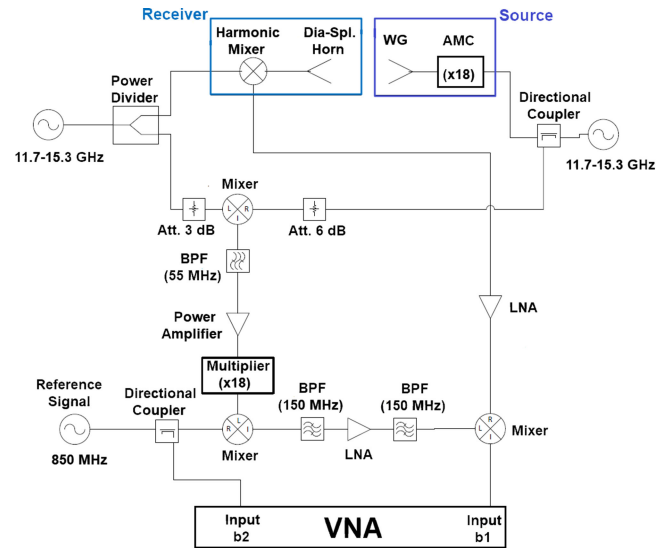 Receiver
Source
Harmonic
Mixer
Dia-Spl.
Horn
WG
AMC
(x18)
Power
Divider
Directional
Coupler
11.7-15.3 GHz
11.7-15.3 GHz
Mixer
L
R
I
Att. 3 dB
Att. 6 dB
BPF
(55 MHz)
LNA
Power
Amplifier
Multiplier
(x18)
Reference
Signal
Directional
Coupler
BPF
(150 MHz)
BPF
(150 MHz)
R
L
I
L
R
I
Mixer
850 MHz
Mixer
LNA
Input
b2
VNA
Input
b1